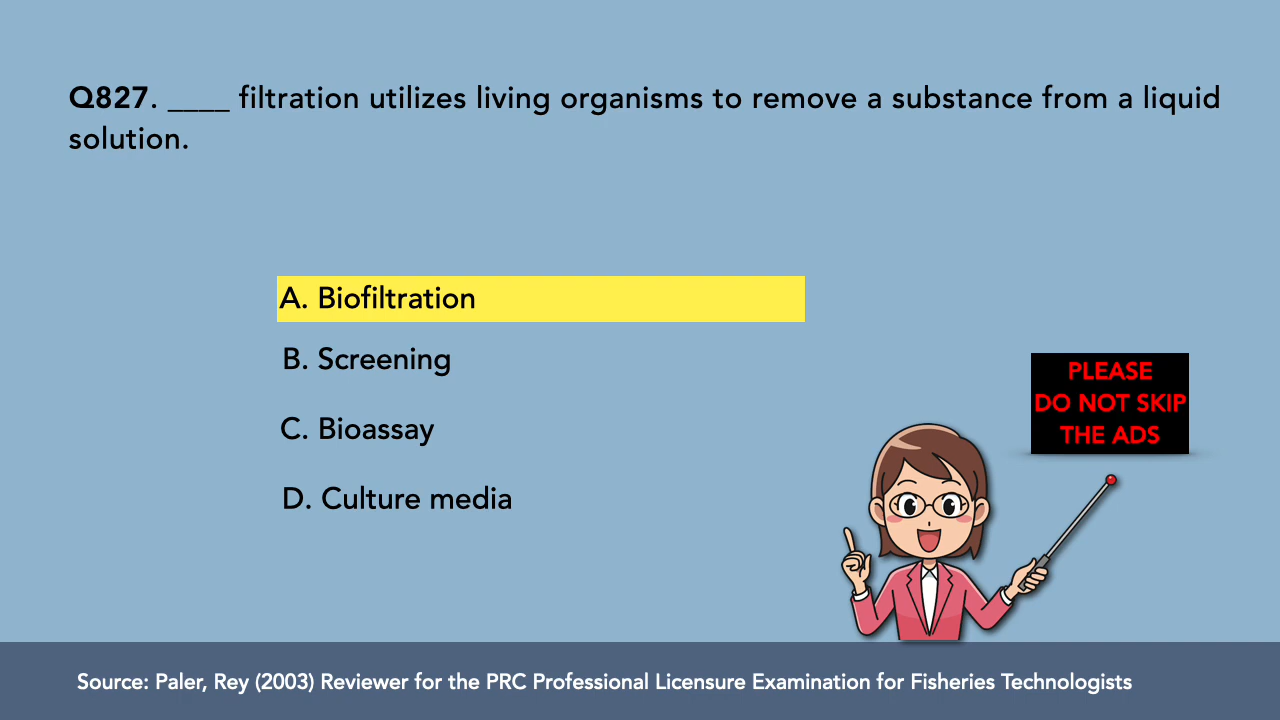 Q827. ____ filtration utilizes living organisms to remove a substance from a liquid
solution.
A. Biofiltration
B. Screening
C. Bioassay
D. Culture media
PLEASE
DO NOT SKIP
THE ADS
Source: Paler, Rey (2003) Reviewer for the PRC Professional Licensure Examination for Fisheries Technologists